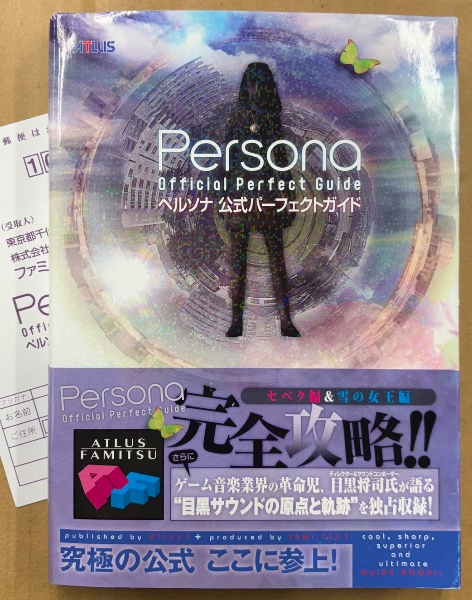 ATLUS
Persona
Official Perfect Guide
ペルソナ 公式パーフェクトガイド
郵便は
1
(受取人)
東京都千
株式会社
ファミ
Persona
Official
ペルソナ
フリガナ
お名前
ご住所
Persona
Official Perfect Guide
セベク編&雪の女王編
ATLUS
FAMITSU
さらに
完全攻略!!
ディレクター&サウンドコンポーザー
ゲーム音楽業界の革命児、目黒将司氏が語る
“目黒サウンドの原点と軌跡”を独占収録!
published by ATLUS + produced by FAMITSU
cool, sharp,
superior
and
ultimate
GUIDE BOOK!!
究極の公式 ここに参上!